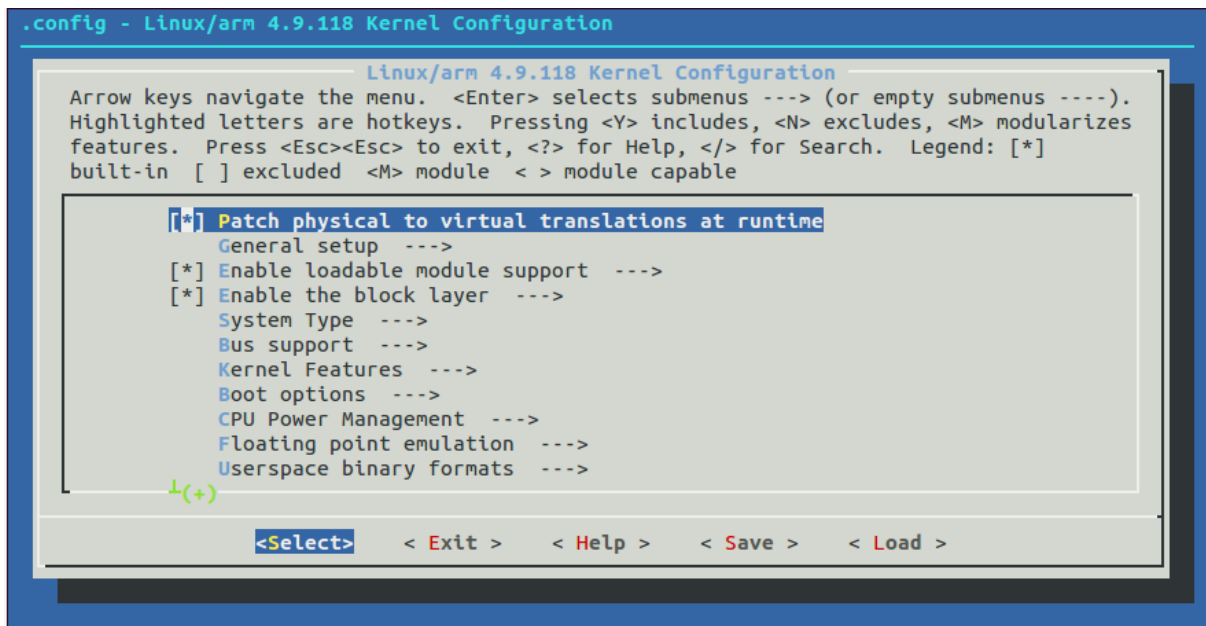 .config - Linux/arm 4.9.118 Kernel Configuration
Linux/arm 4.9.118 Kernel Configuration
Arrow keys navigate the menu.  <Enter> selects submenus ---> (or empty submenus ----).
Highlighted letters are hotkeys.  Pressing <Y> includes, <N> excludes, <M> modularizes
features.  Press <Esc><Esc> to exit, <?> for Help, </> for Search.  Legend: [*]
built-in  [ ] excluded  <M> module  < > module capable
[*] Patch physical to virtual translations at runtime
General setup  --->
[*] Enable loadable module support  --->
[*] Enable the block layer  --->
System Type  --->
Bus support  --->
Kernel Features  --->
Boot options  --->
CPU Power Management  --->
Floating point emulation  --->
Userspace binary formats  --->
┴(+)
<Select>    < Exit >    < Help >    < Save >    < Load >